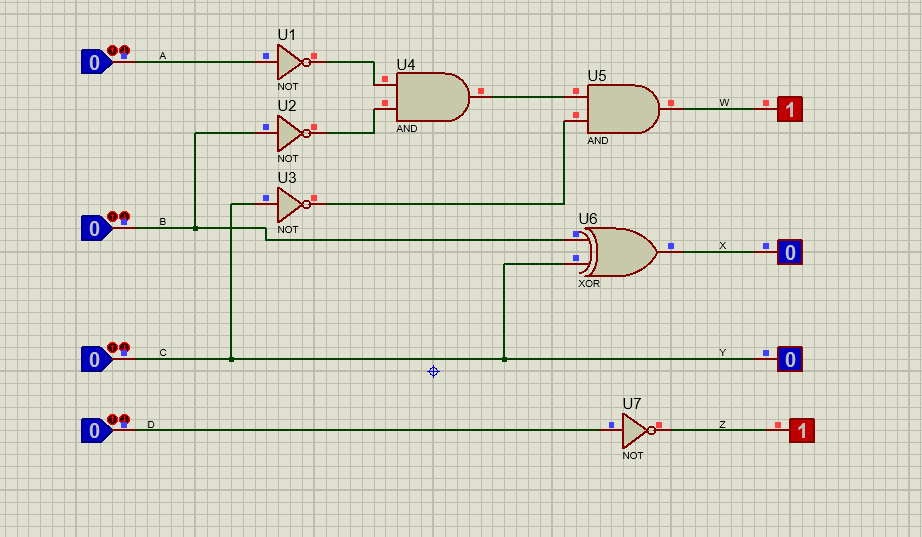 U1
0 A
NOT
U4
AND
U2
NOT
U5
AND
W 1
U3
NOT
0 B
U6
XOR
X 0
0 C
Y 0
0 D
U7
NOT
Z 1